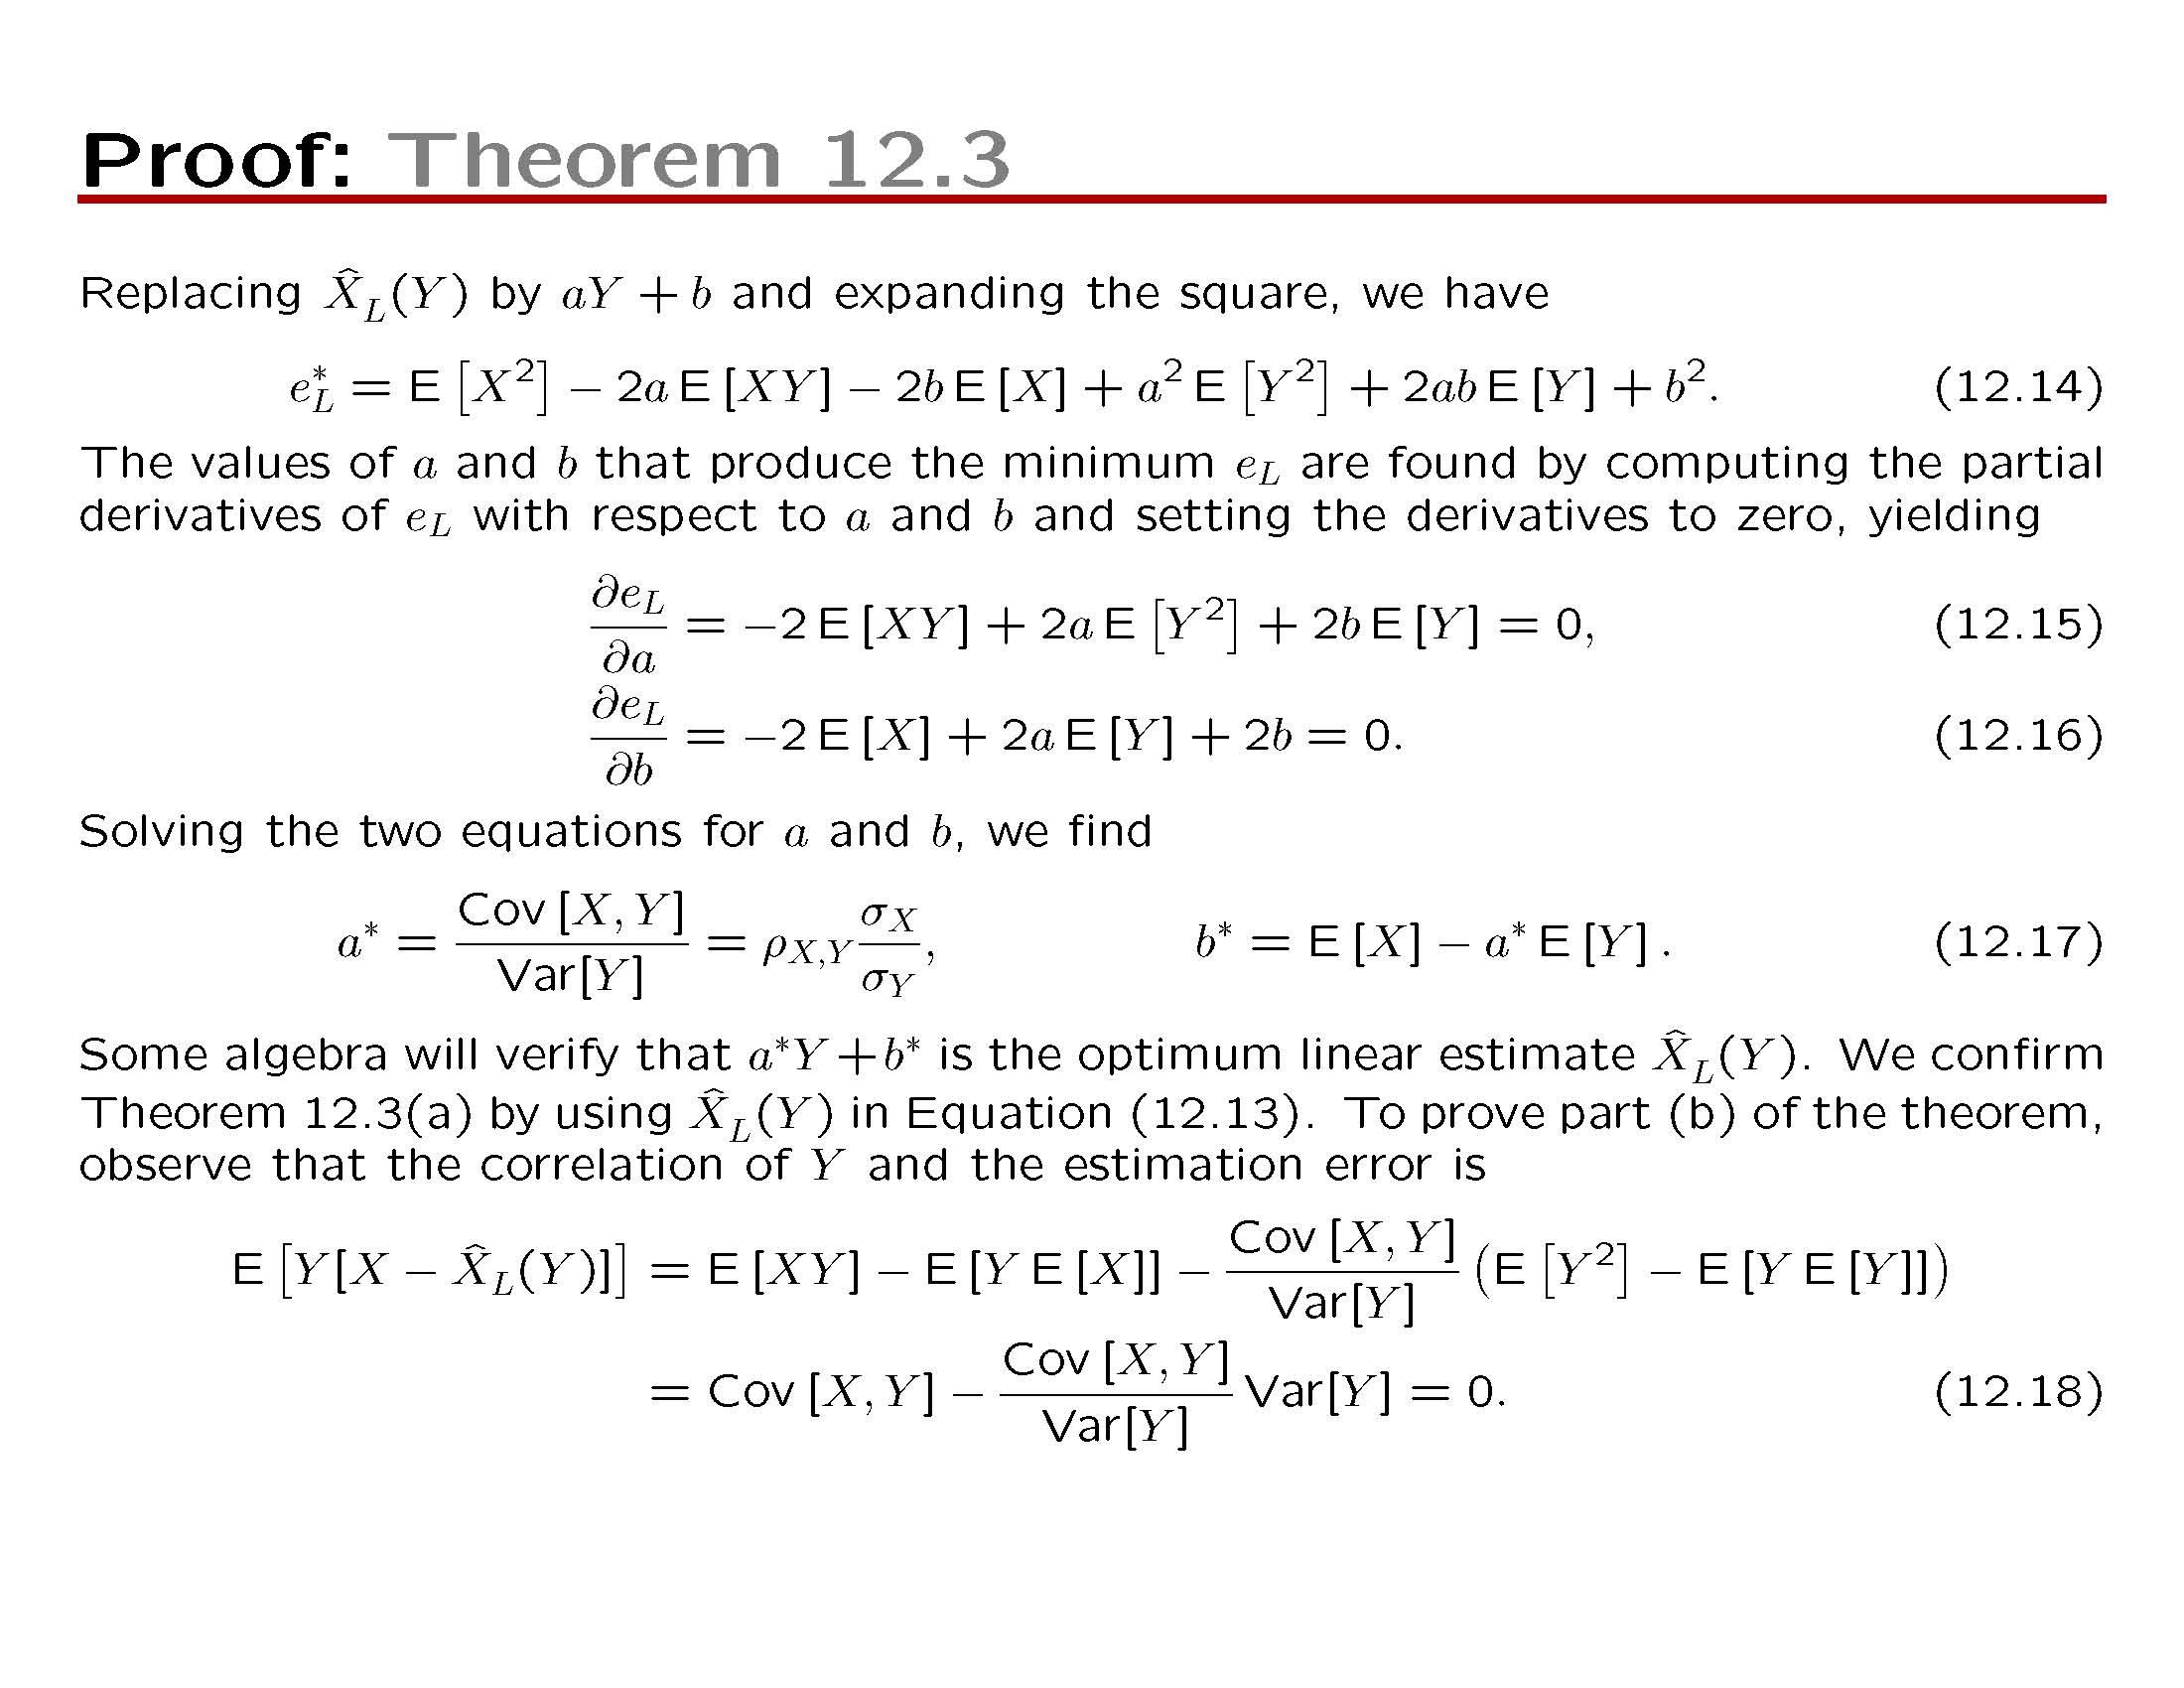 Proof: Theorem 12.3
Replacing X̂_L(Y) by aY + b and expanding the square, we have
e*_L = E [X²] − 2a E [XY] − 2b E [X] + a² E [Y²] + 2ab E [Y] + b². (12.14)
The values of a and b that produce the minimum e_L are found by computing the partial
derivatives of e_L with respect to a and b and setting the derivatives to zero, yielding
∂e_L/∂a = −2 E [XY] + 2a E [Y²] + 2b E [Y] = 0, (12.15)
∂e_L/∂b = −2 E [X] + 2a E [Y] + 2b = 0. (12.16)
Solving the two equations for a and b, we find
a* = Cov [X, Y]/Var[Y] = ρ_{X,Y} σ_X/σ_Y, b* = E [X] − a* E [Y] . (12.17)
Some algebra will verify that a*Y + b* is the optimum linear estimate X̂_L(Y). We confirm
Theorem 12.3(a) by using X̂_L(Y) in Equation (12.13). To prove part (b) of the theorem,
observe that the correlation of Y and the estimation error is
E [Y[X − X̂_L(Y)]] = E [XY] − E [Y E [X]] − Cov [X, Y]/Var[Y] (E [Y²] − E [Y E [Y]])
= Cov [X, Y] − Cov [X, Y]/Var[Y] Var[Y] = 0. (12.18)